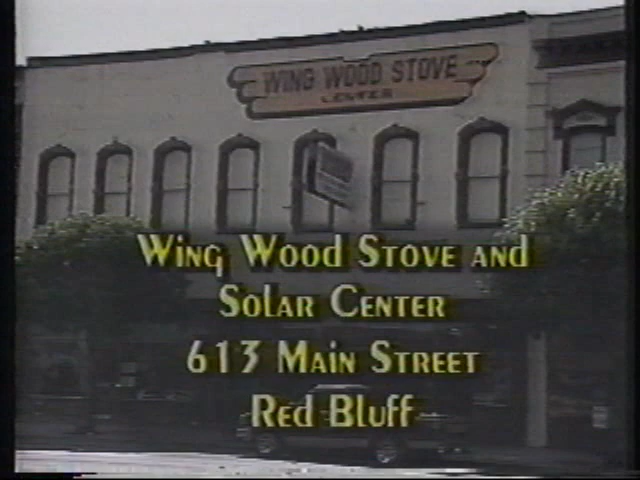 WING WOOD STOVE
CENTER
Wing Wood Stove and
Solar Center
613 Main Street
Red Bluff